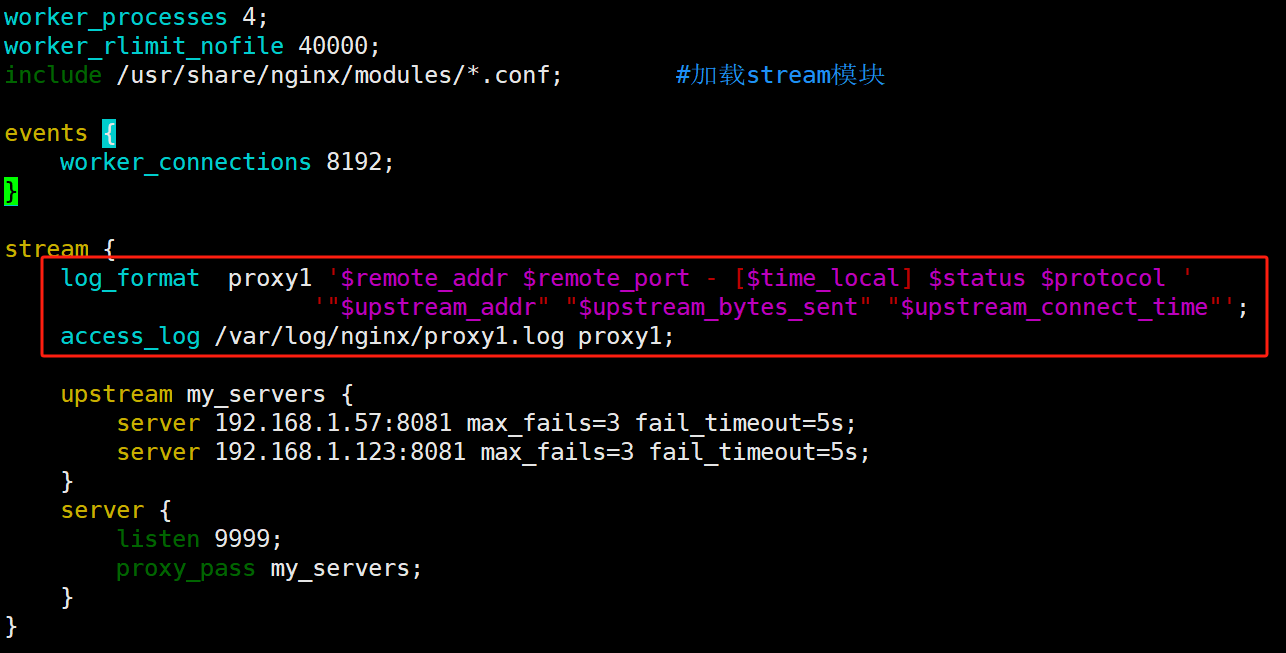 worker_processes 4;
worker_rlimit_nofile 40000;
include /usr/share/nginx/modules/*.conf;        #加载stream模块
events {
    worker_connections 8192;
}
stream {
    log_format  proxy1 '$remote_addr $remote_port - [$time_local] $status $protocol '
                      '"$upstream_addr" "$upstream_bytes_sent" "$upstream_connect_time"';
    access_log /var/log/nginx/proxy1.log proxy1;
    upstream my_servers {
        server 192.168.1.57:8081 max_fails=3 fail_timeout=5s;
        server 192.168.1.123:8081 max_fails=3 fail_timeout=5s;
    }
    server {
        listen 9999;
        proxy_pass my_servers;
    }
}